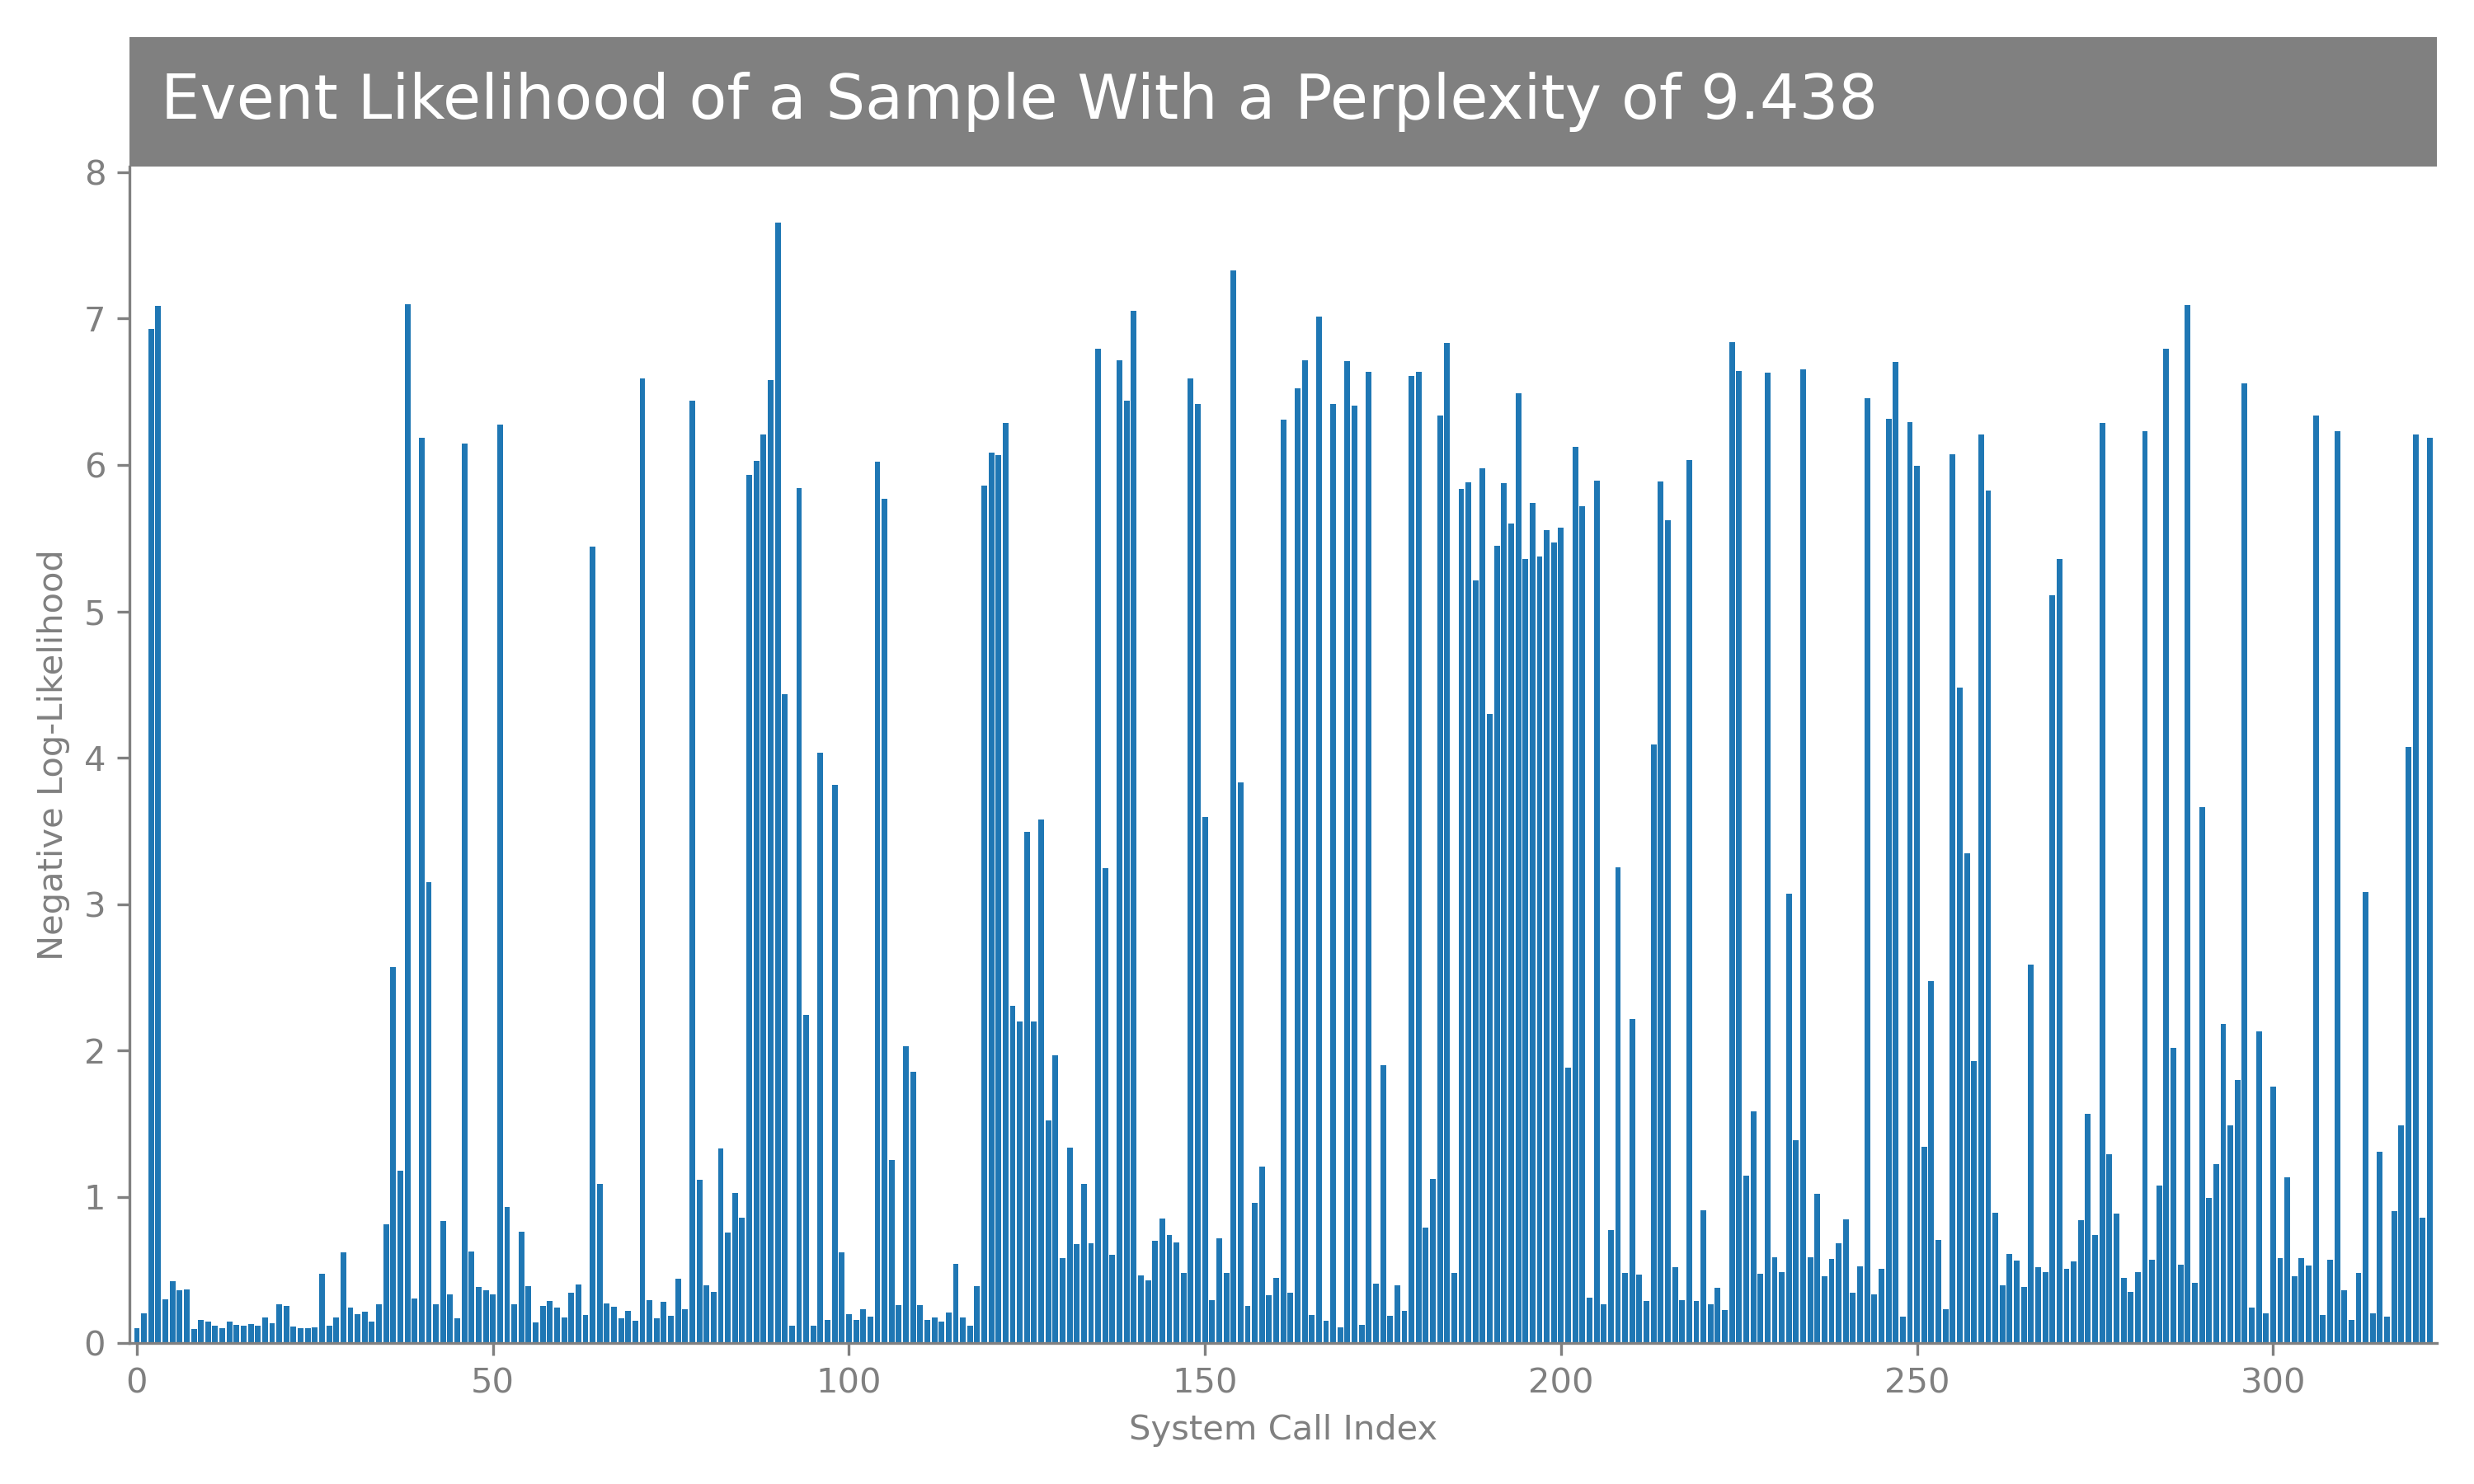 Event Likelihood of a Sample With a Perplexity of 9.438
8
7
6
5
4
3
2
1
0
Negative Log-Likelihood
0 50 100 150 200 250 300
System Call Index